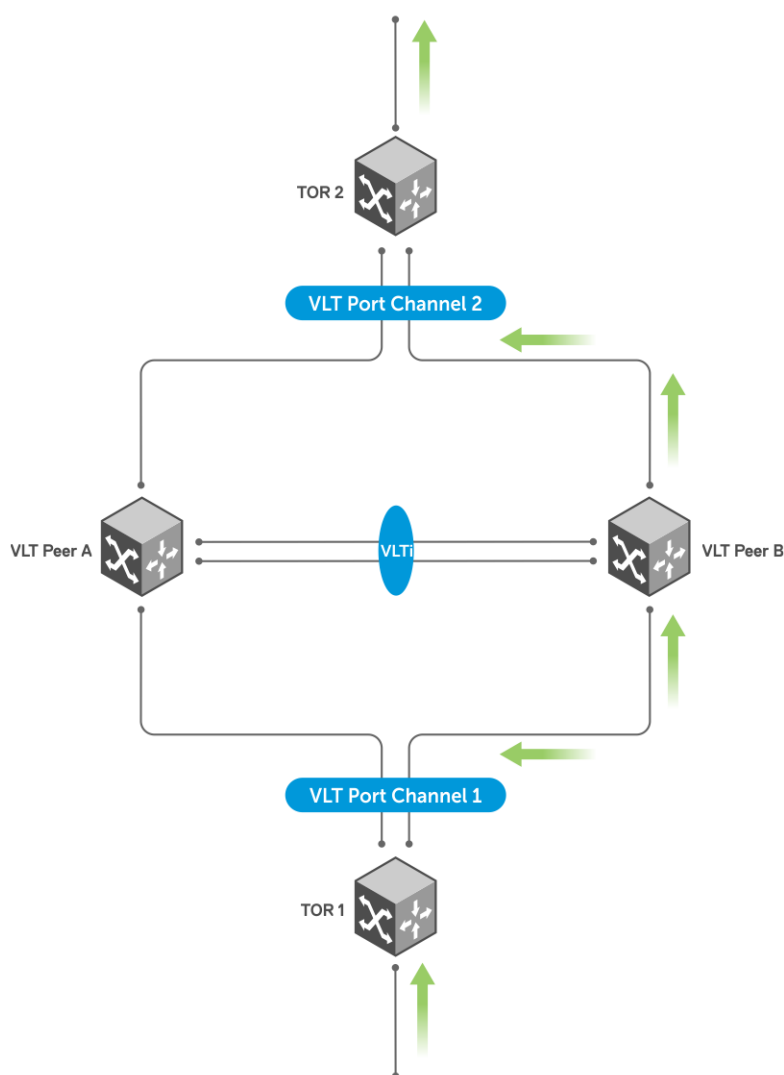 TOR 2
VLT Port Channel 2
VLT Peer A
VLTi
VLT Peer B
VLT Port Channel 1
TOR 1